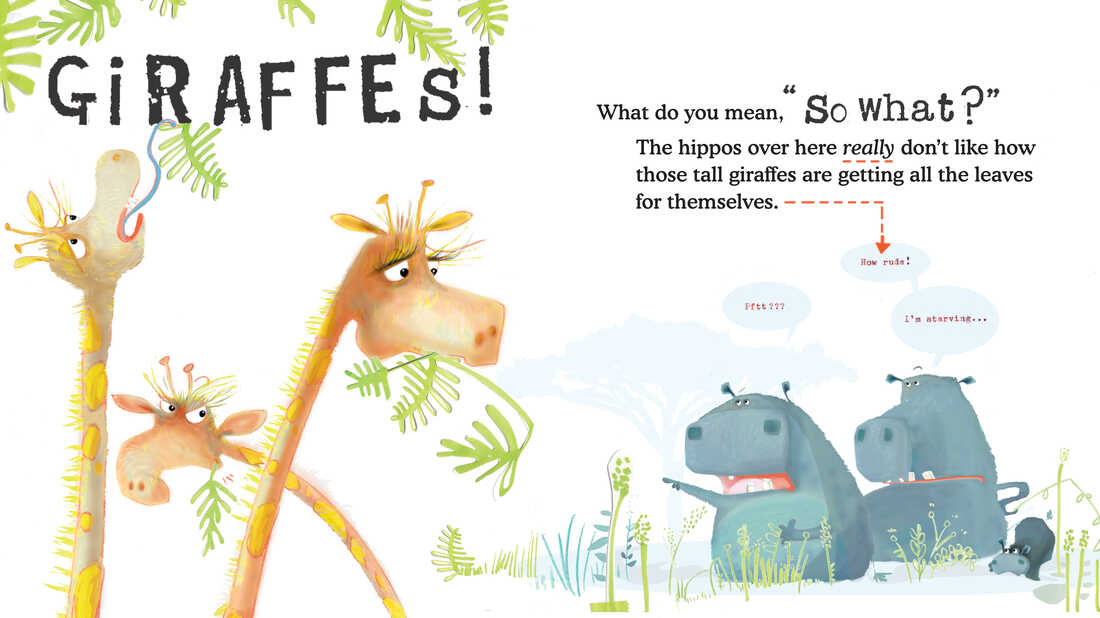 GiRAFFEs!
What do you mean, “So what?”
The hippos over here really don’t like how
those tall giraffes are getting all the leaves
for themselves.
How rude!
Pftt???
I’m starving...